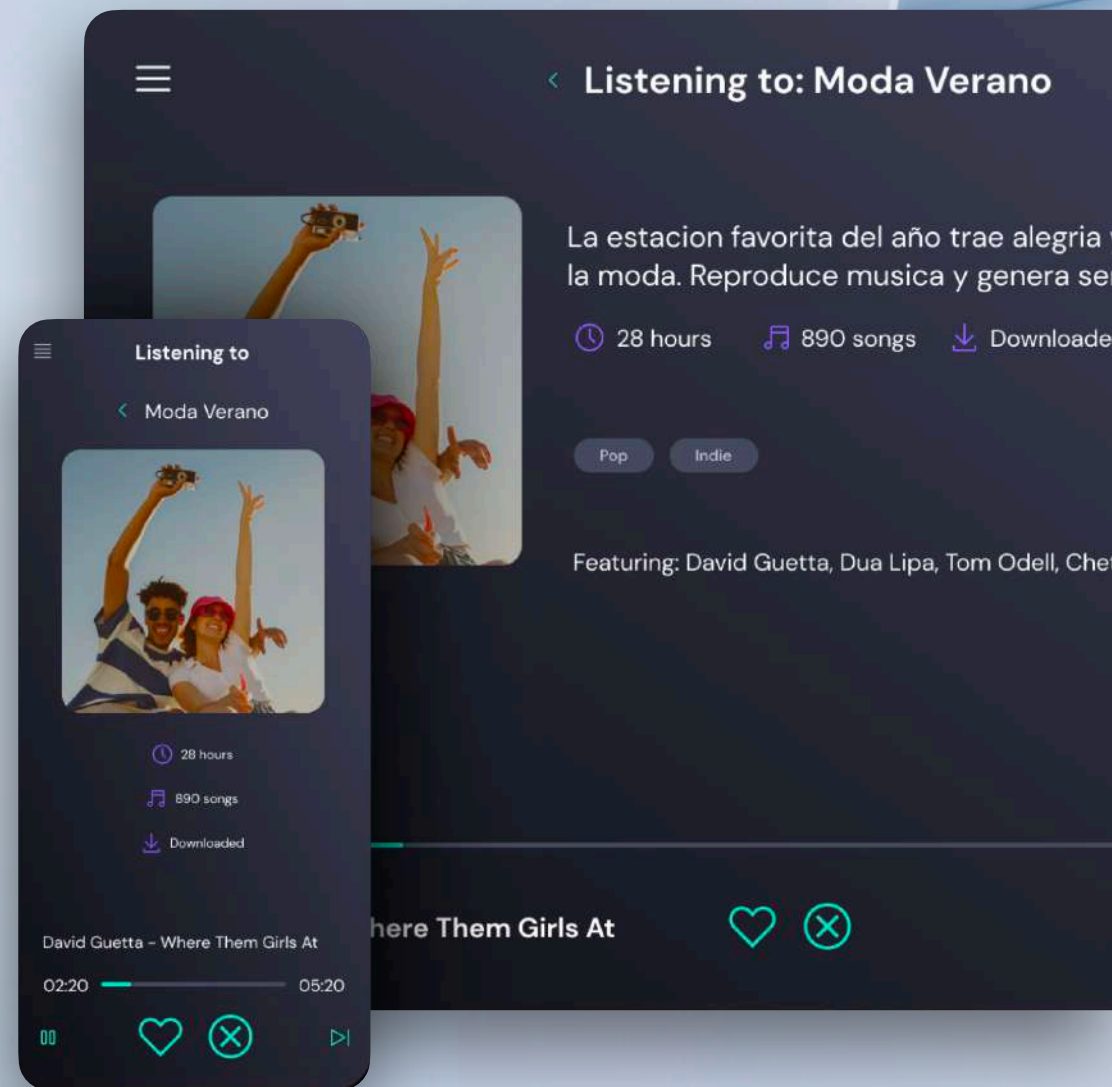 Listening to: Moda Verano
La estacion favorita del año trae alegria
la moda. Reproduce musica y genera
28 hours
890 songs
Pop
Indie
Featuring: David Guetta, Dua Lipa, Tom Odell,
Them Girls At
Listening to
Moda Verano
28 hours
890 songs
Downloaded
David Guetta – Where Them Girls At
02:20
05:20